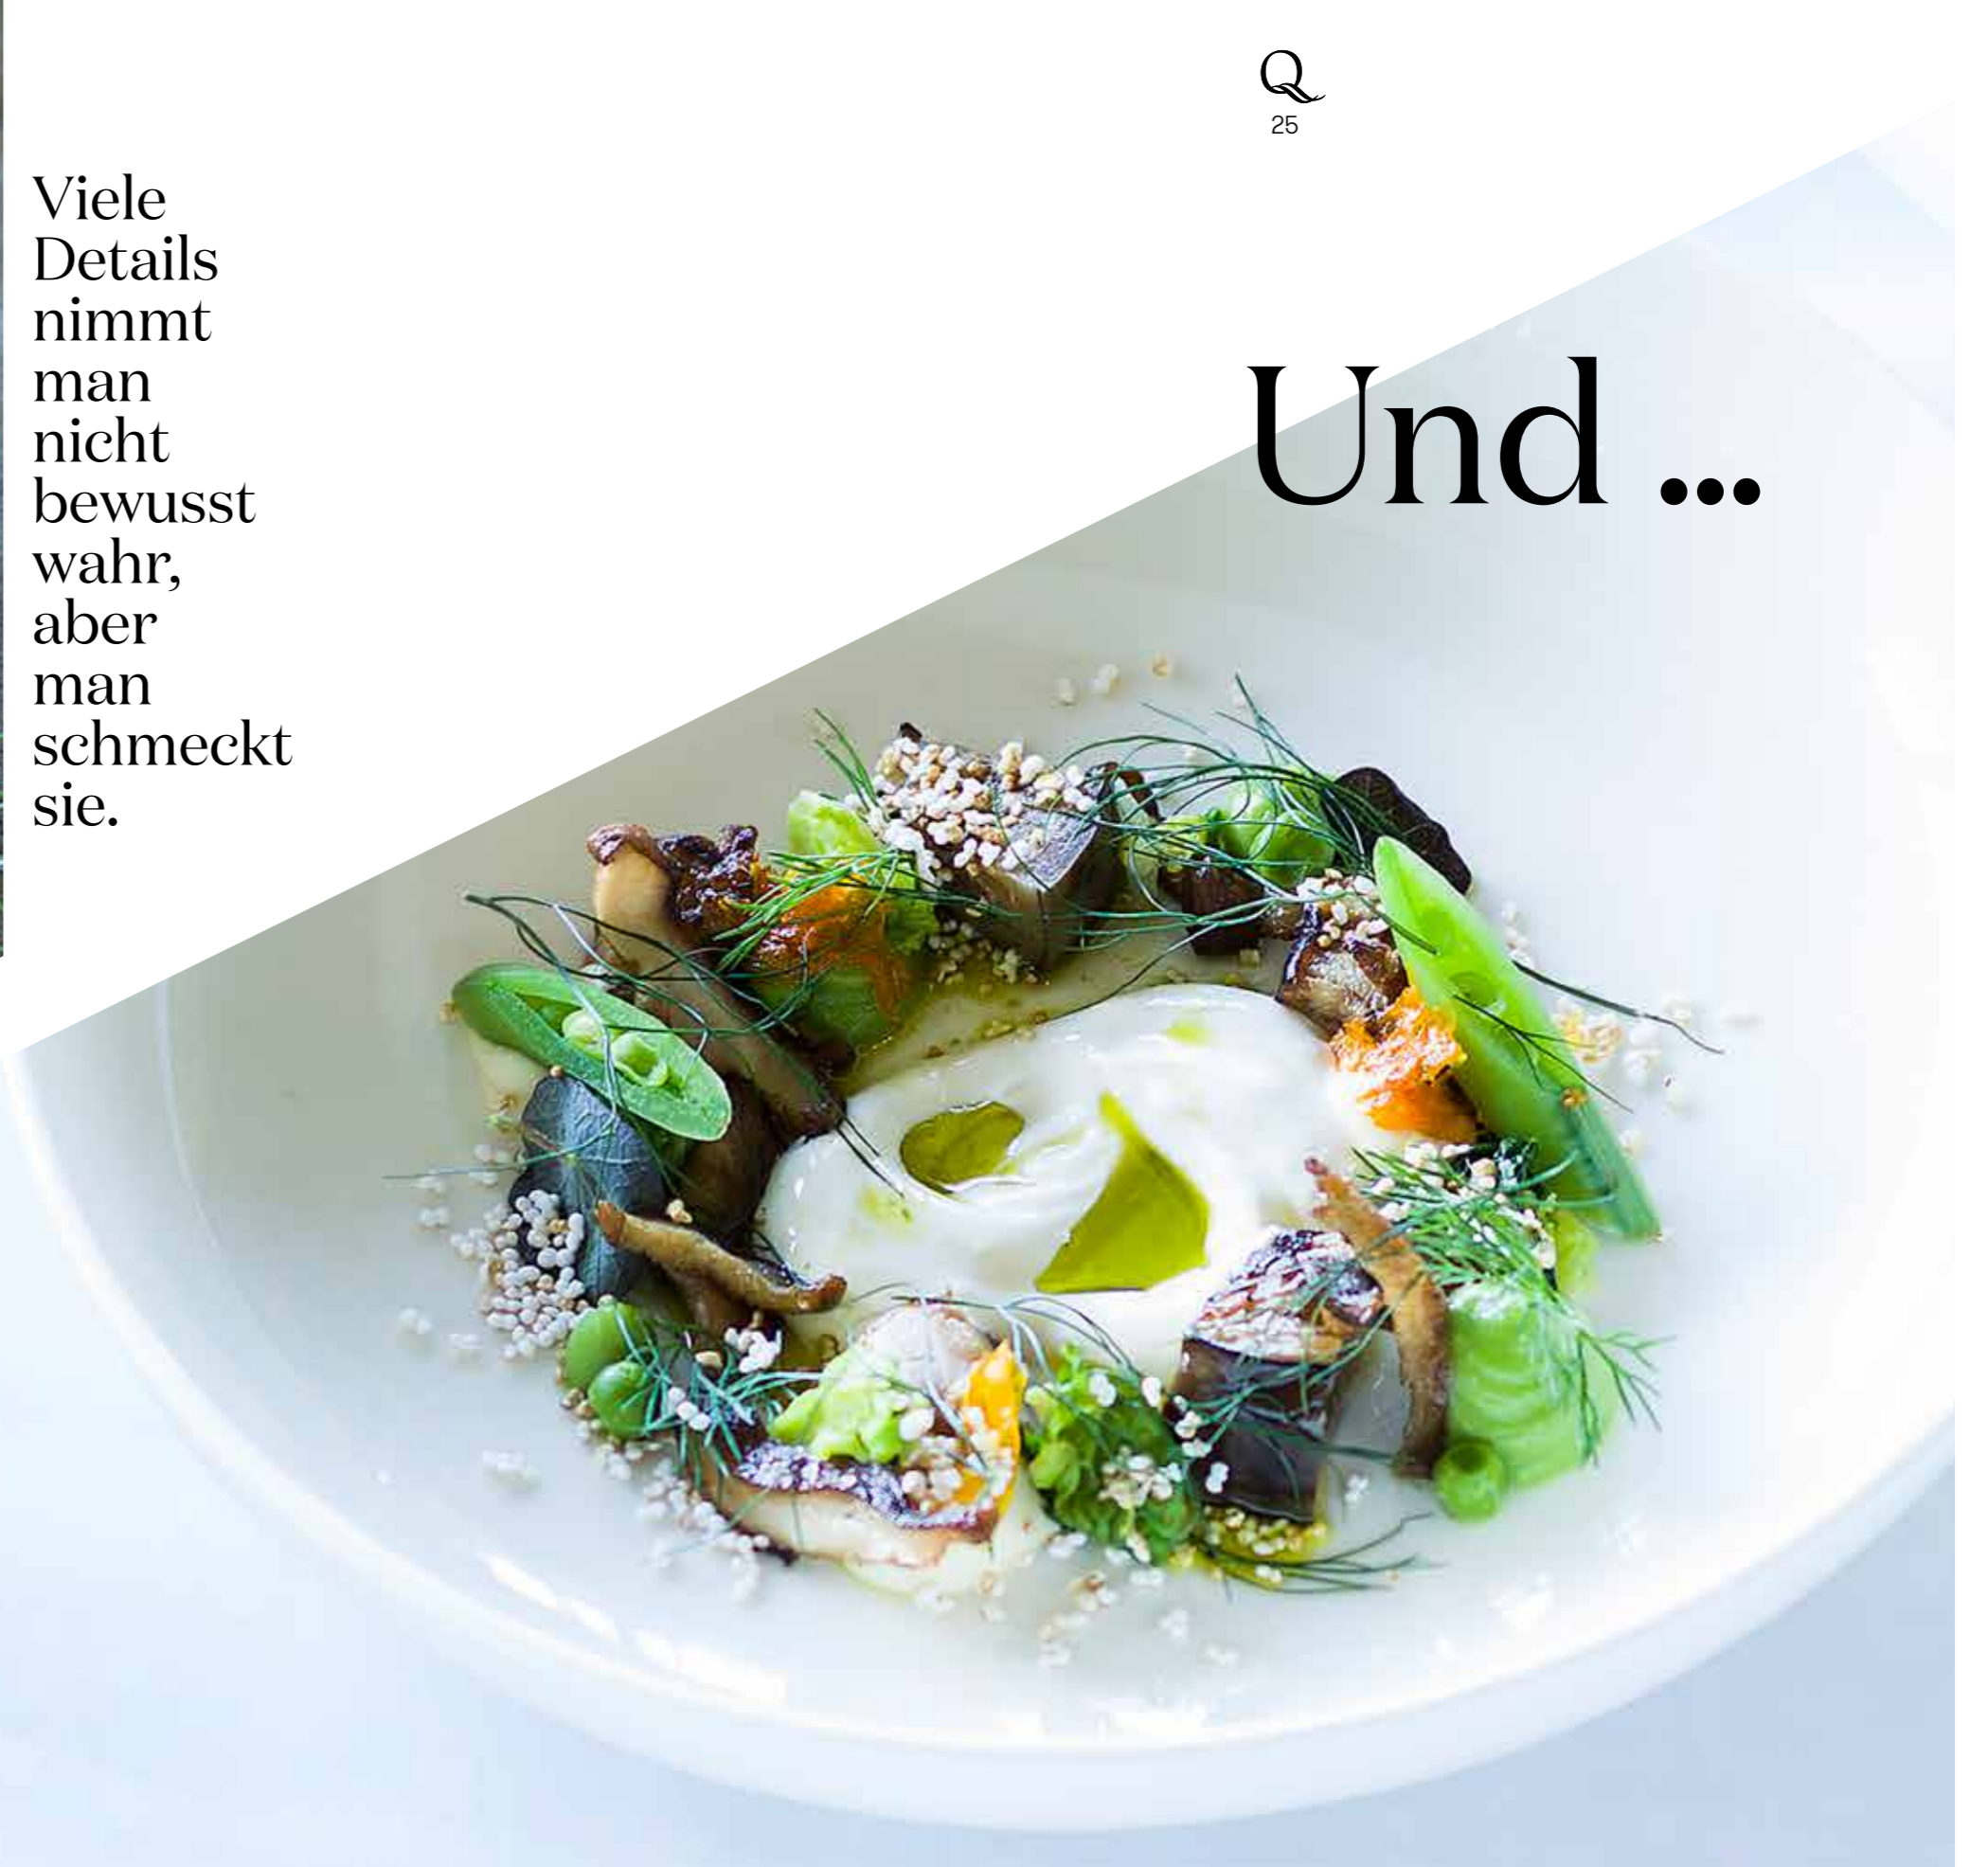 Q
25
Viele
Details
nimmt
man
nicht
bewusst
wahr,
aber
man
schmeckt
sie.
Und ...